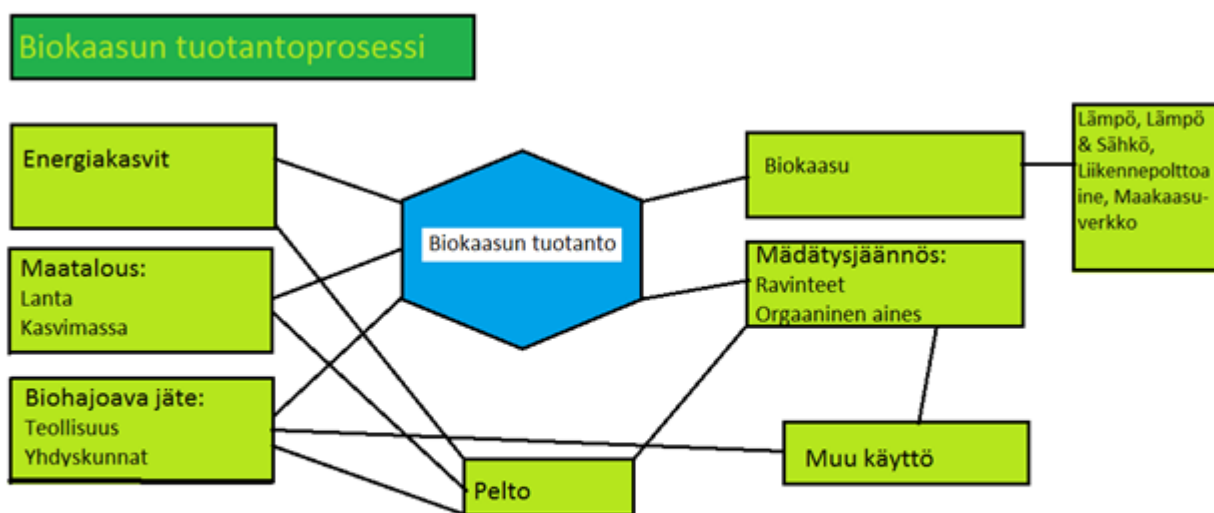 Biokaasun tuotantoprosessi
Energiakasvit
Maatalous:
Lanta
Kasvimassa
Biohajoava jäte:
Teollisuus
Yhdyskunnat
Biokaasun tuotanto
Pelto
Biokaasu
Mädätysjäännös:
Ravinteet
Orgaaninen aines
Muu käyttö
Lämpö, Lämpö
& Sähkö,
Liikennepolttoa
ine, Maakaasu-
verkko